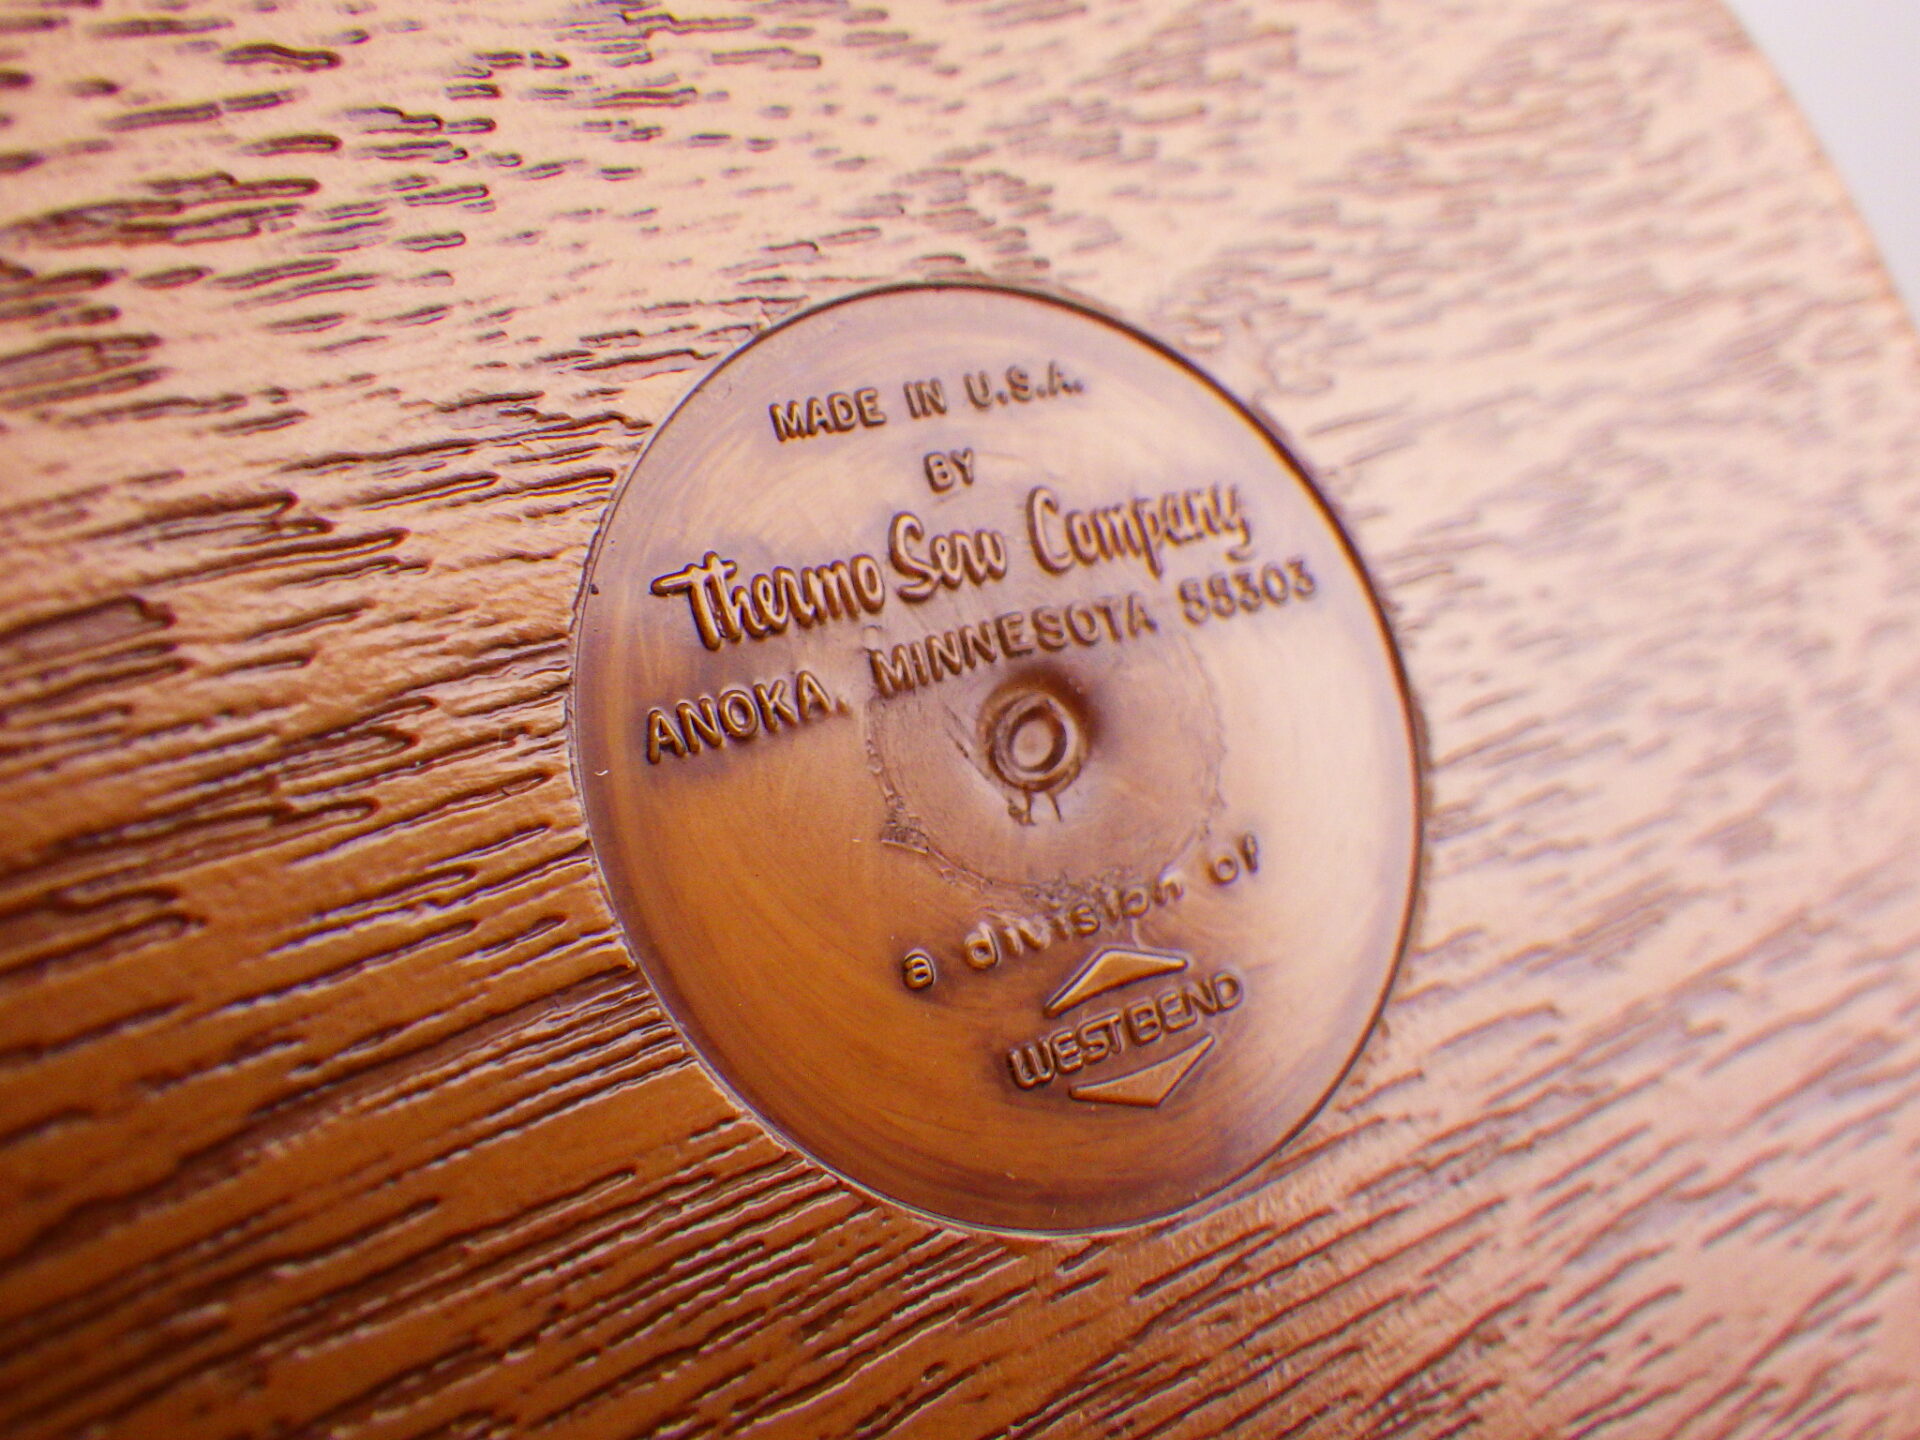 MADE IN U.S.A.
BY
Thermo Serv Company
ANOKA, MINNESOTA 55303
a division of
WEST BEND